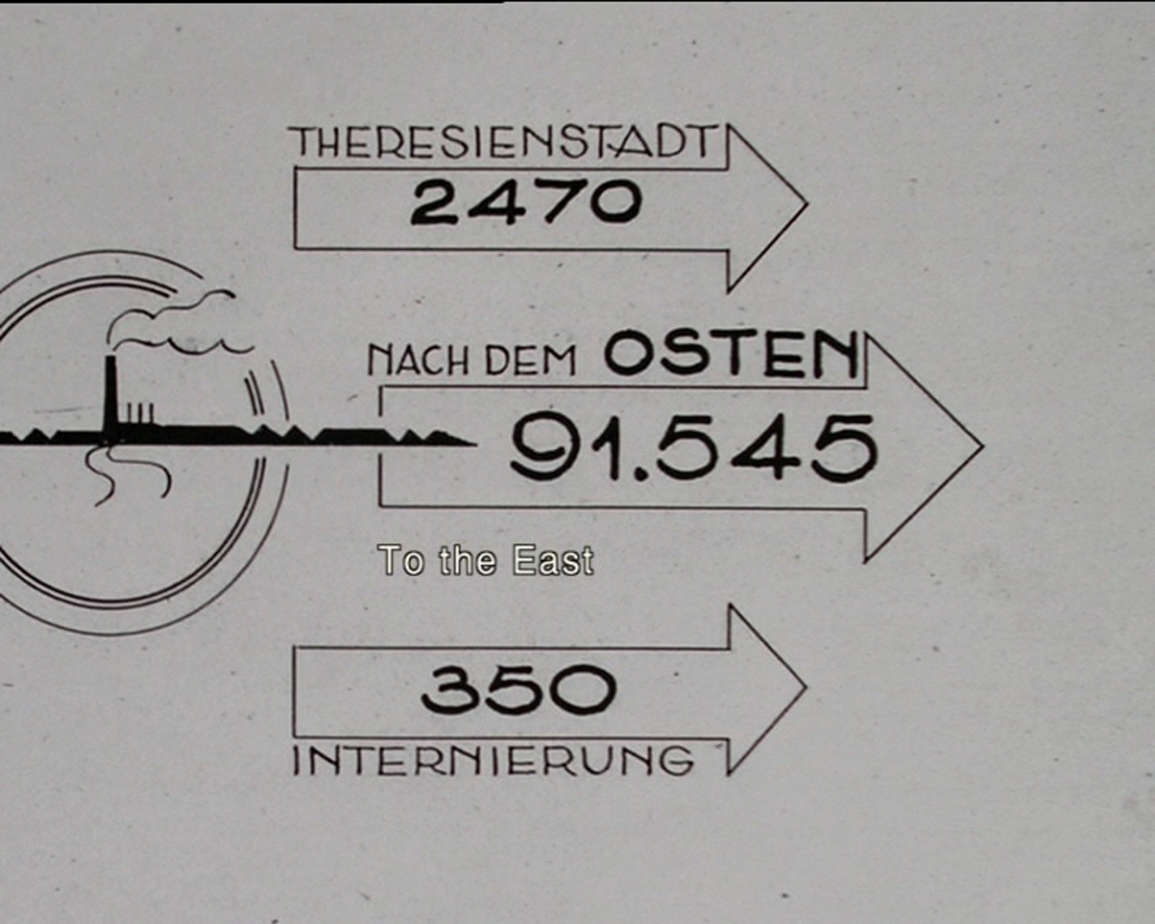 THERESIENSTADT
2470
NACH DEM OSTEN
91.545
To the East
350
INTERNIERUNG